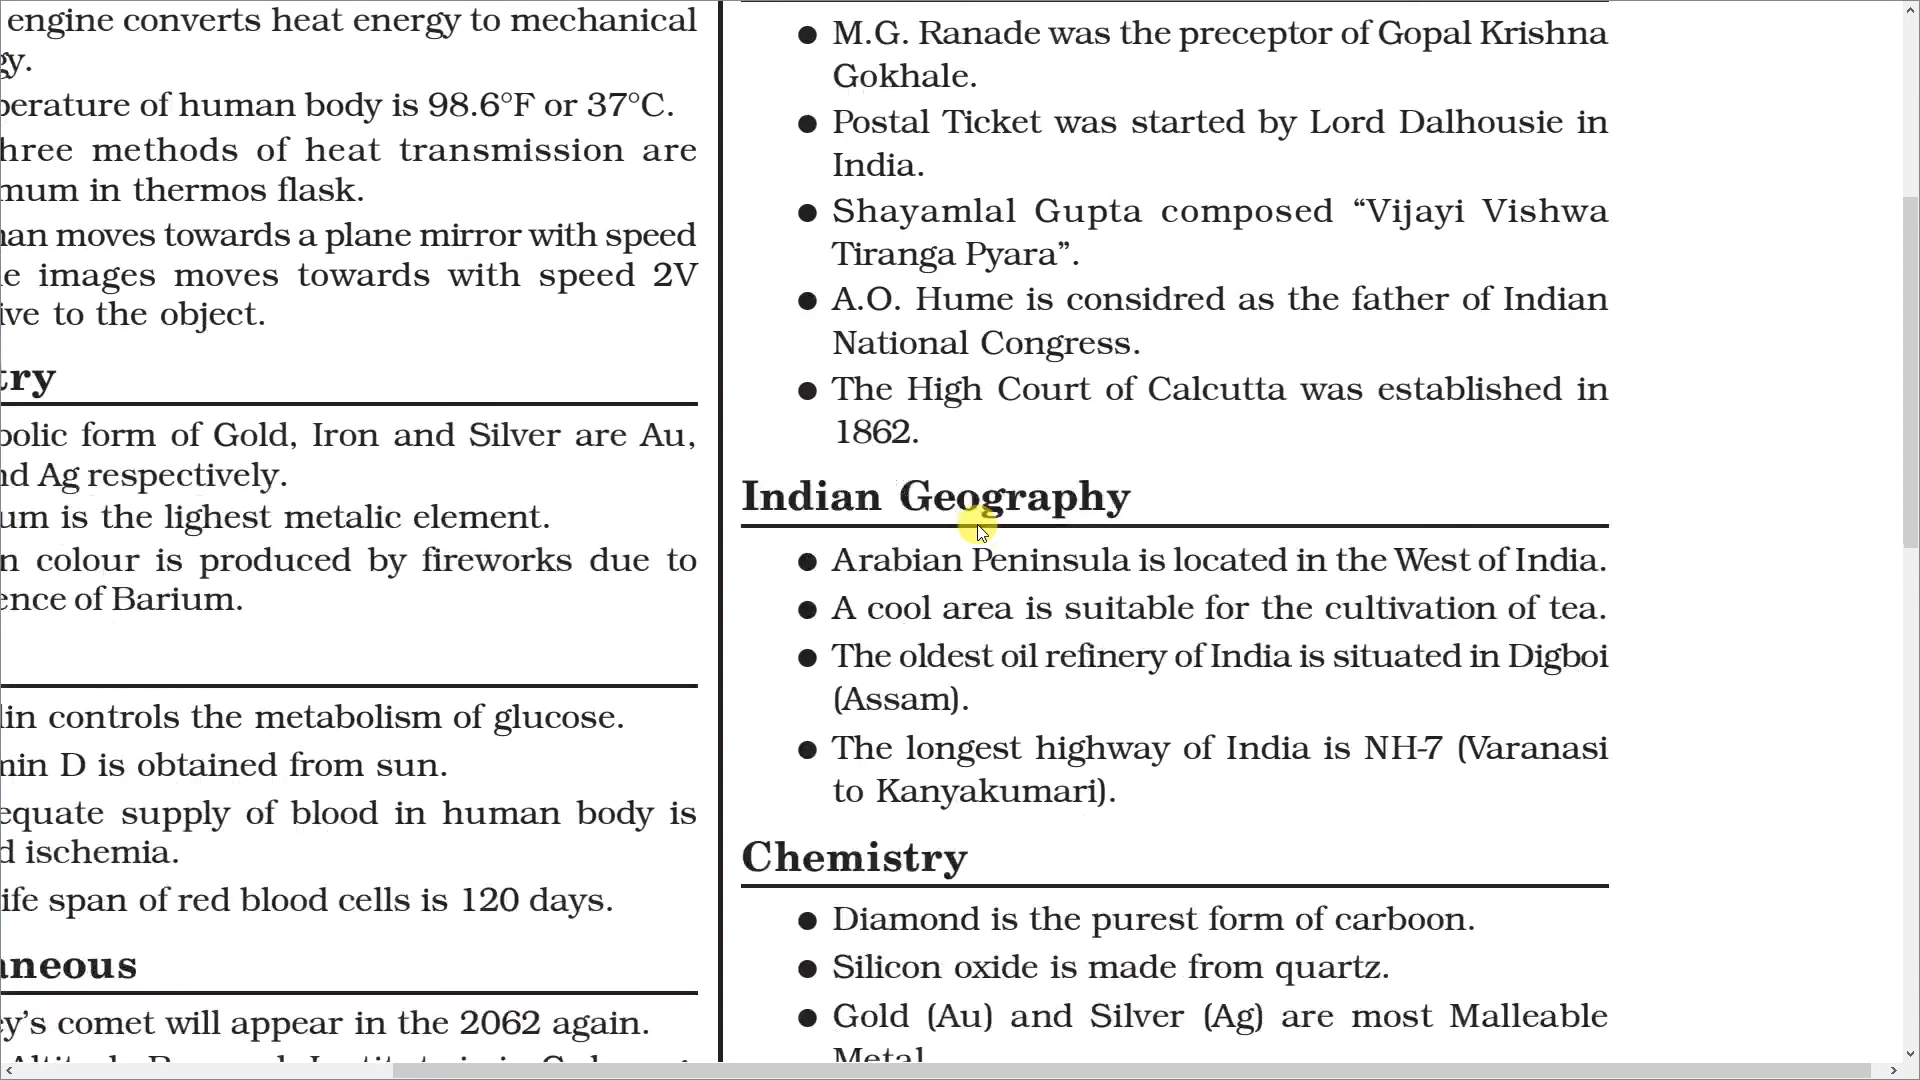 engine converts heat energy to mechanical
gy.
perature of human body is 98.6°F or 37°C.
hree methods of heat transmission are
mum in thermos flask.
an moves towards a plane mirror with speed
e images moves towards with speed 2V
ive to the object.
try
bolic form of Gold, Iron and Silver are Au,
nd Ag respectively.
um is the lighest metalic element.
n colour is produced by fireworks due to
ence of Barium.
lin controls the metabolism of glucose.
min D is obtained from sun.
equate supply of blood in human body is
d ischemia.
ife span of red blood cells is 120 days.
aneous
ey's comet will appear in the 2062 again.
● M.G. Ranade was the preceptor of Gopal Krishna
Gokhale.
● Postal Ticket was started by Lord Dalhousie in
India.
● Shayamlal Gupta composed “Vijayi Vishwa
Tiranga Pyara”.
● A.O. Hume is considred as the father of Indian
National Congress.
● The High Court of Calcutta was established in
1862.
Indian Geography
● Arabian Peninsula is located in the West of India.
● A cool area is suitable for the cultivation of tea.
● The oldest oil refinery of India is situated in Digboi
(Assam).
● The longest highway of India is NH-7 (Varanasi
to Kanyakumari).
Chemistry
● Diamond is the purest form of carboon.
● Silicon oxide is made from quartz.
● Gold (Au) and Silver (Ag) are most Malleable
Metal